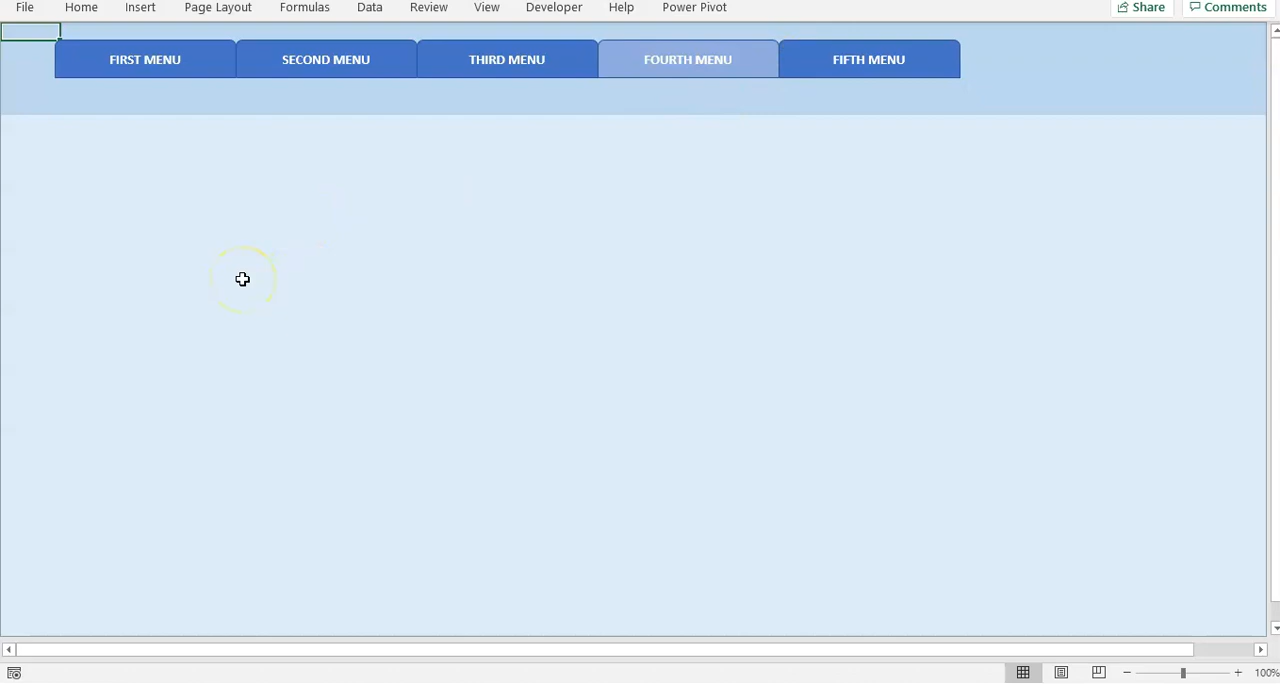 File Home Insert Page Layout Formulas Data Review View Developer Help Power Pivot Share Comments
FIRST MENU SECOND MENU THIRD MENU FOURTH MENU FIFTH MENU
100%